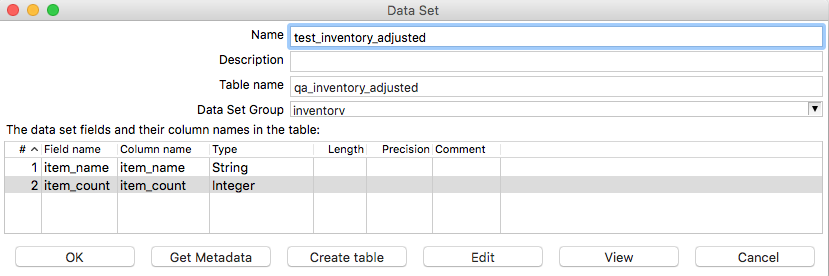 Data Set
Name test_inventory_adjusted
Description
Table name qa_inventory_adjusted
Data Set Group inventory
The data set fields and their column names in the table:
# Field name Column name Type Length Precision Comment
1 item_name item_name String
2 item_count item_count Integer
OK Get Metadata Create table Edit View Cancel